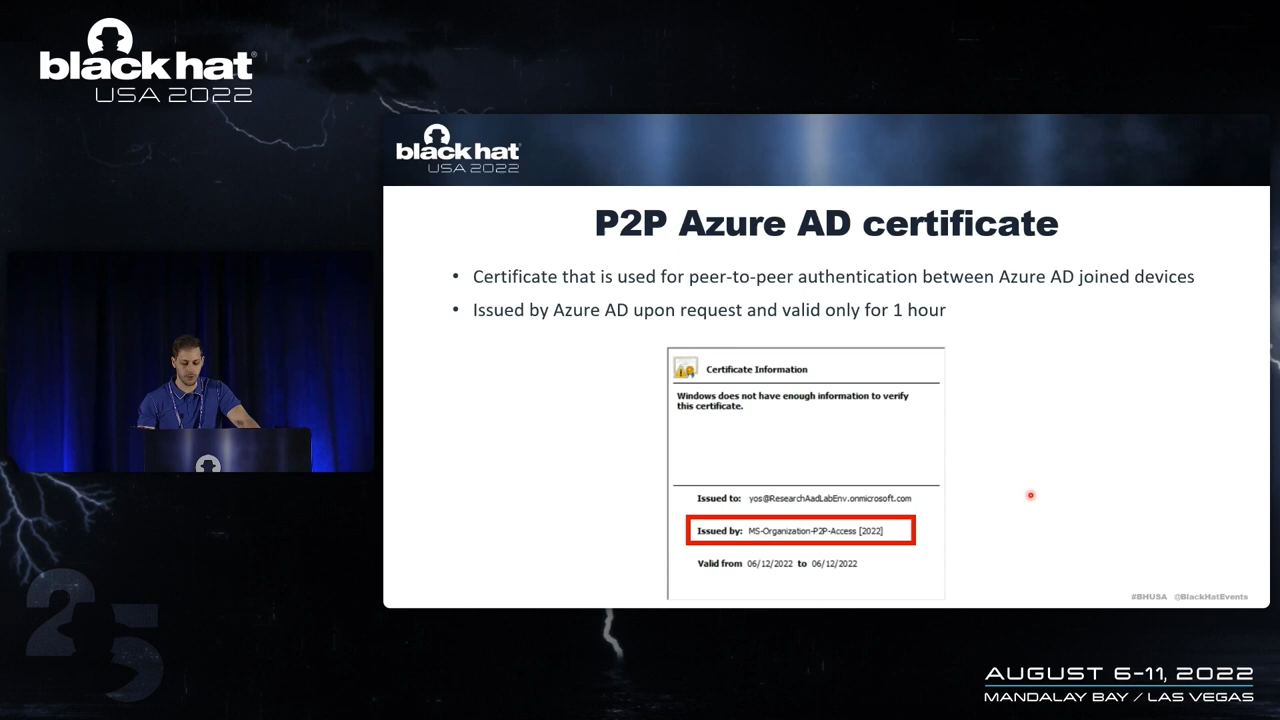 black hat
USA 2022
black hat
USA 2022
P2P Azure AD certificate
• Certificate that is used for peer-to-peer authentication between Azure AD joined devices
• Issued by Azure AD upon request and valid only for 1 hour
Certificate Information
Windows does not have enough information to verify
this certificate.
Issued to: yos@ResearchAadLabEnv.onmicrosoft.com
Issued by: MS-Organization-P2P-Access [2022]
Valid from 06/12/2022 to 06/12/2022
#BHUSA @BlackHatEvents
25
AUGUST 6-11, 2022
MANDALAY BAY / LAS VEGAS